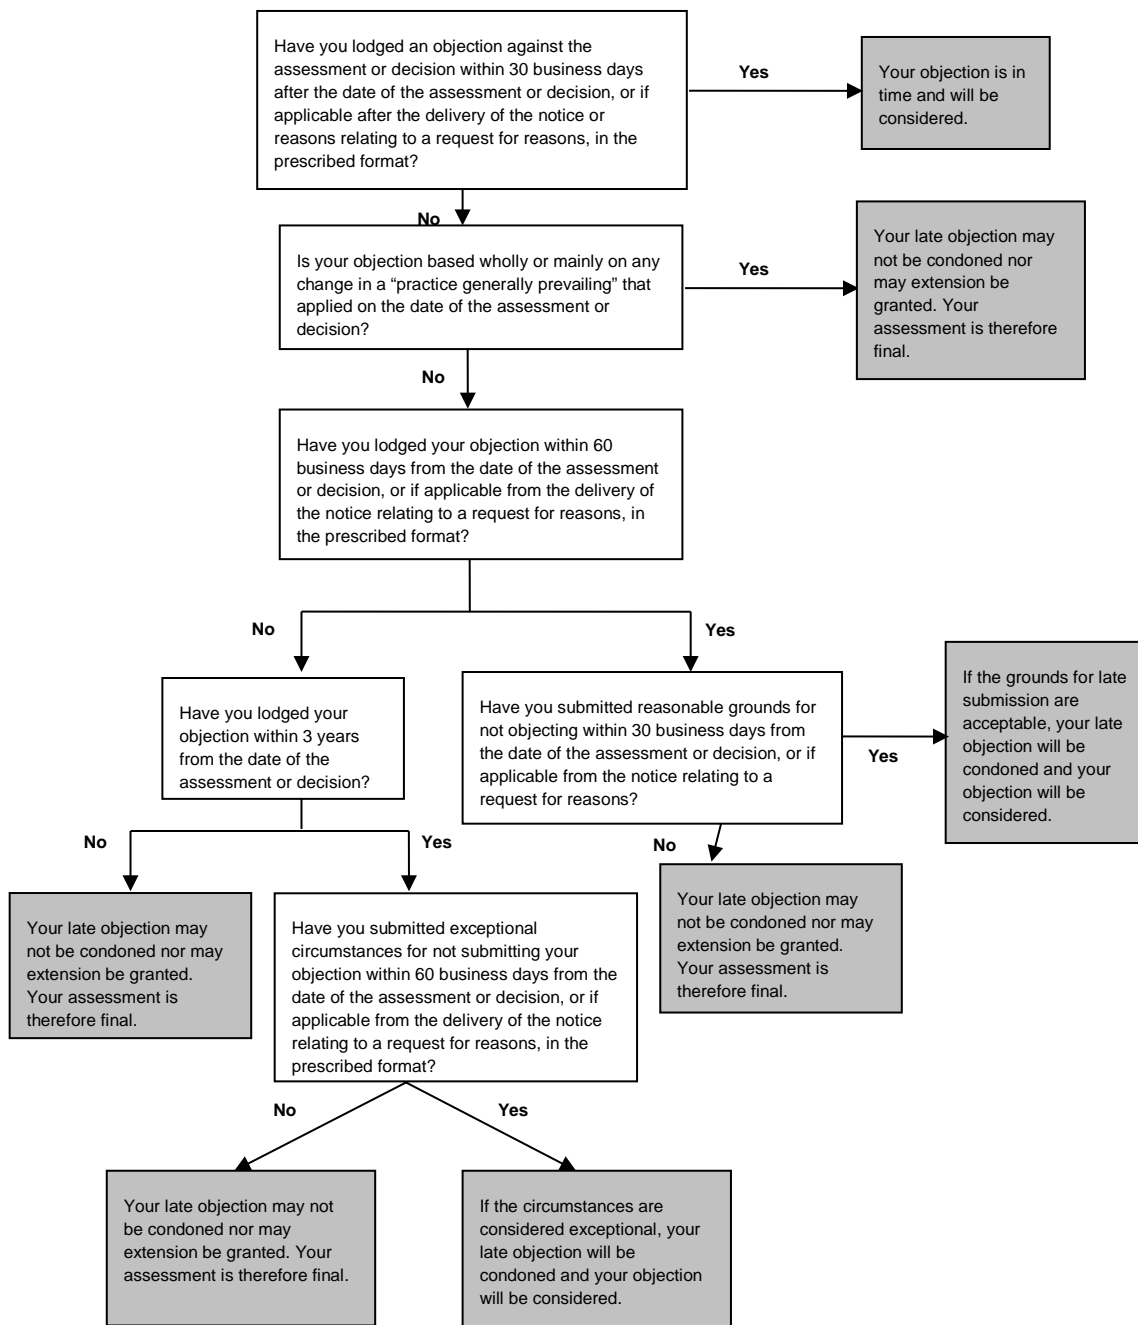 Have you lodged an objection against the
assessment or decision within 30 business days
after the date of the assessment or decision, or if
applicable after the delivery of the notice or
reasons relating to a request for reasons, in the
prescribed format?
Yes
Your objection is in
time and will be
considered.
No
Is your objection based wholly or mainly on any
change in a “practice generally prevailing” that
applied on the date of the assessment or
decision?
Yes
Your late objection may
not be condoned nor
may extension be
granted. Your
assessment is therefore
final.
No
Have you lodged your objection within 60
business days from the date of the assessment
or decision, or if applicable from the delivery of
the notice relating to a request for reasons, in
the prescribed format?
No
Yes
Have you lodged your
objection within 3 years
from the date of the
assessment or decision?
Have you submitted reasonable grounds for
not objecting within 30 business days from
the date of the assessment or decision, or if
applicable from the notice relating to a
request for reasons?
Yes
If the grounds for late
submission are
acceptable, your late
objection will be
condoned and your
objection will be
considered.
No
Yes
No
Your late objection may
not be condoned nor may
extension be granted.
Your assessment is
therefore final.
Have you submitted exceptional
circumstances for not submitting your
objection within 60 business days from the
date of the assessment or decision, or if
applicable from the delivery of the notice
relating to a request for reasons, in the
prescribed format?
Your late objection may
not be condoned nor may
extension be granted.
Your assessment is
therefore final.
No
Yes
Your late objection may not
be condoned nor may
extension be granted. Your
assessment is therefore final.
If the circumstances are
considered exceptional, your
late objection will be
condoned and your objection
will be considered.